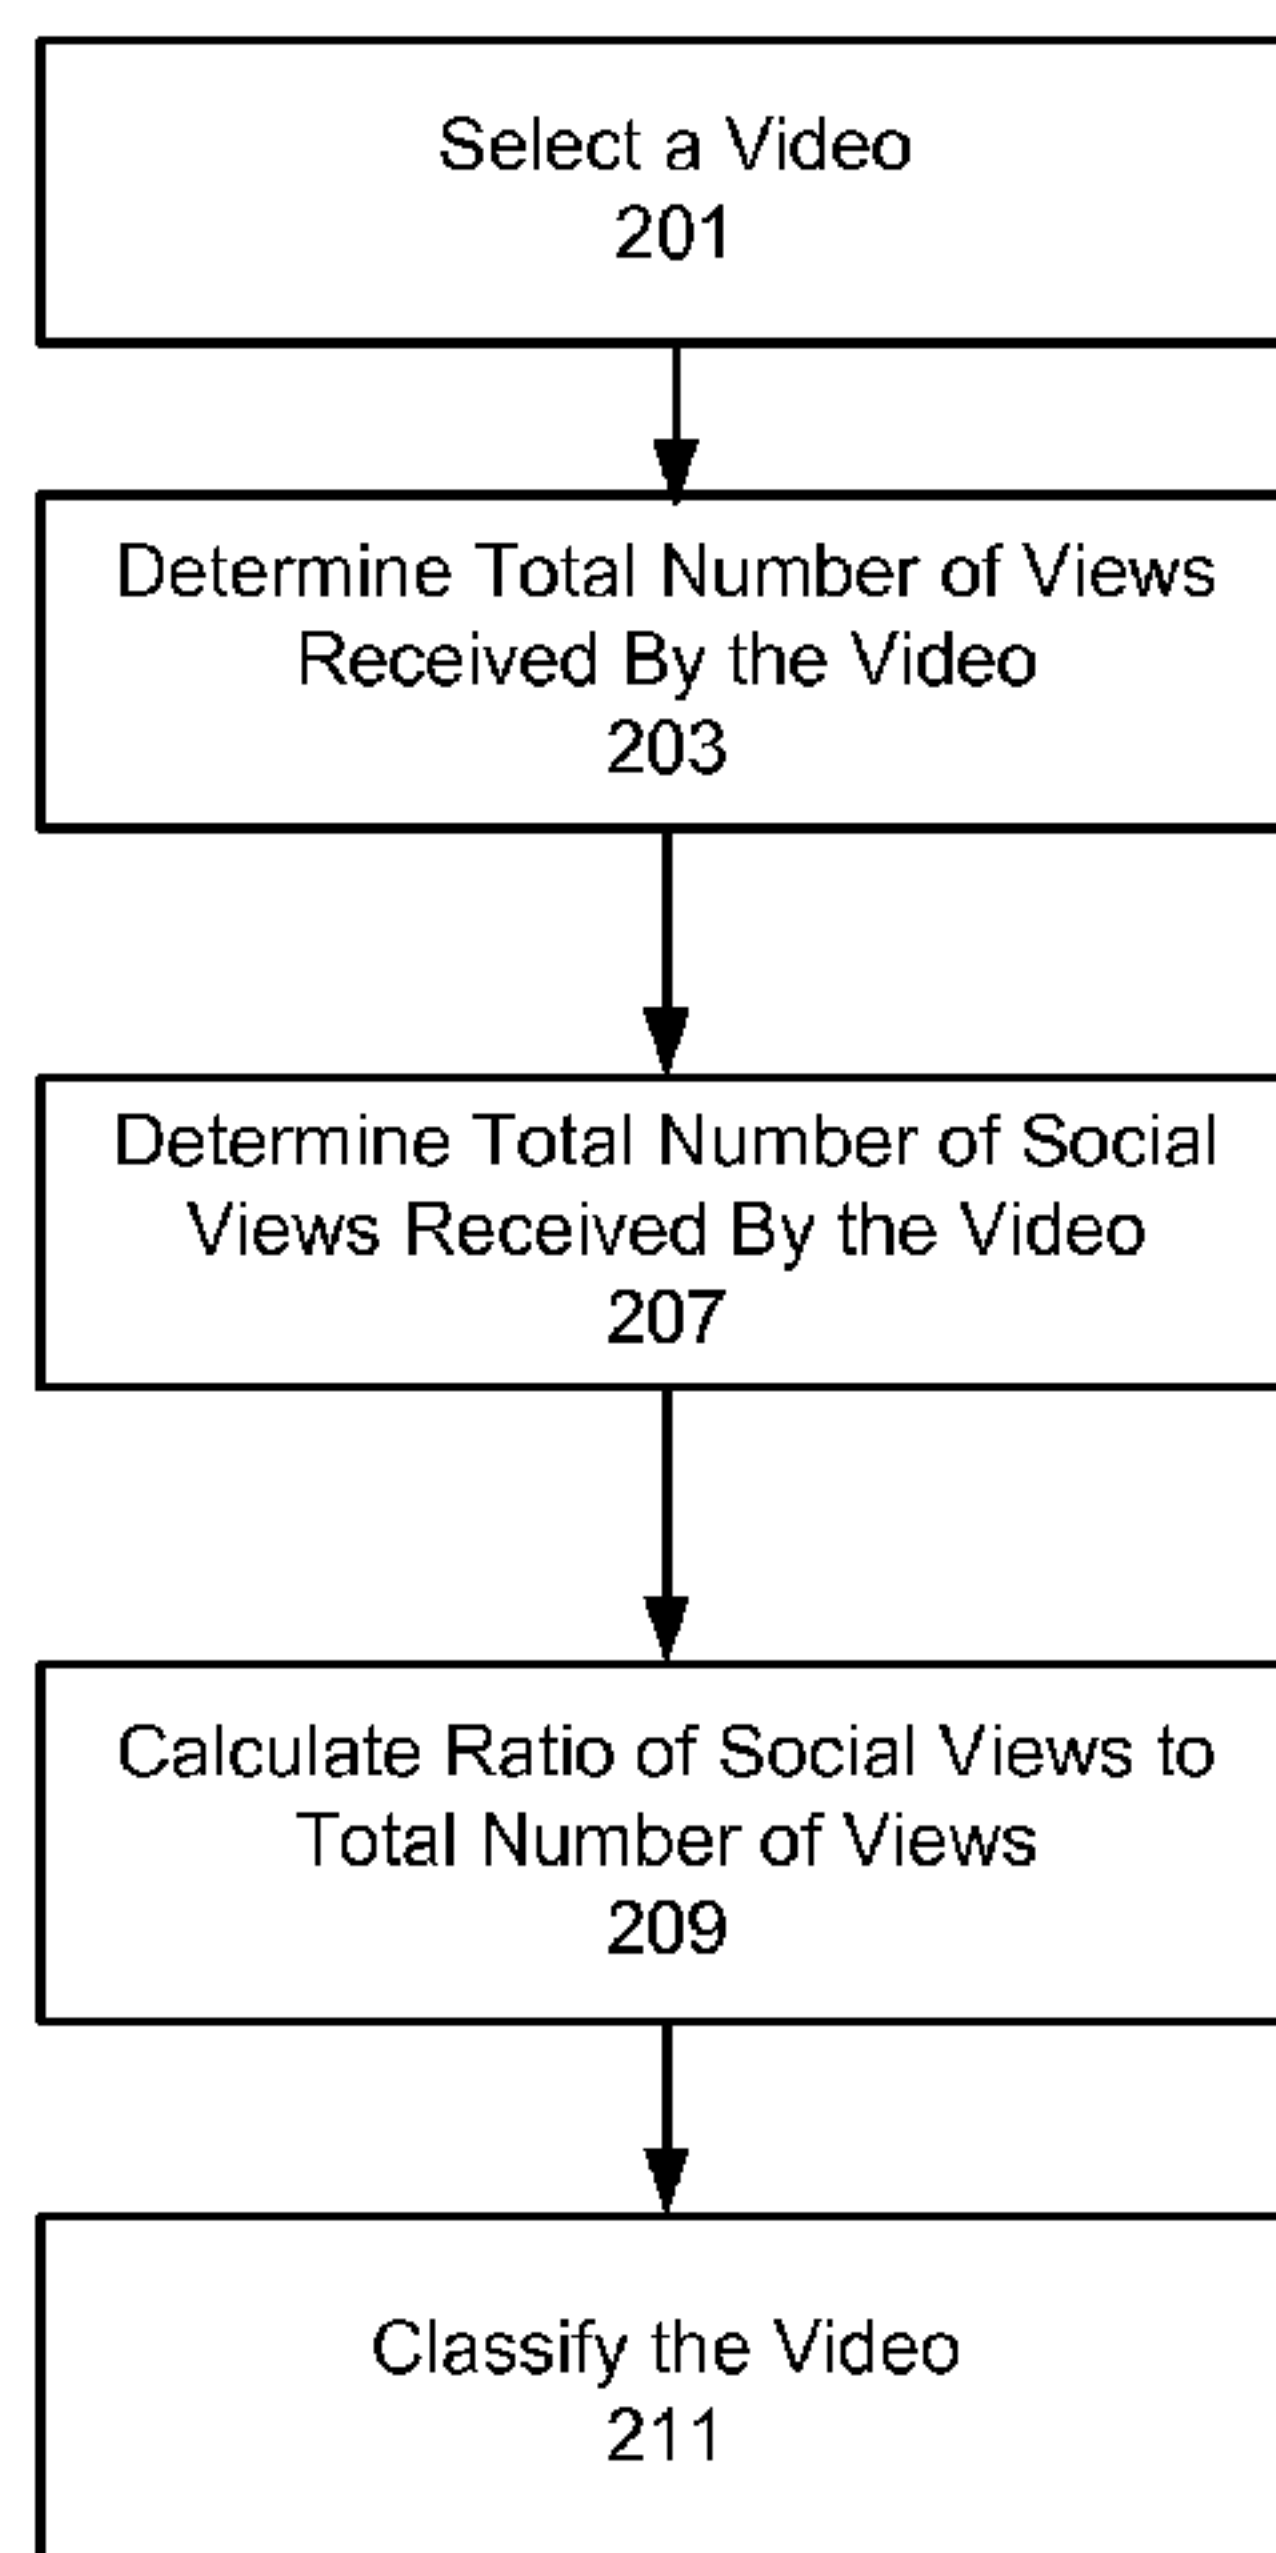 Select a Video
201
Determine Total Number of Views
Received By the Video
203
Determine Total Number of Social
Views Received By the Video
207
Calculate Ratio of Social Views to
Total Number of Views
209
Classify the Video
211